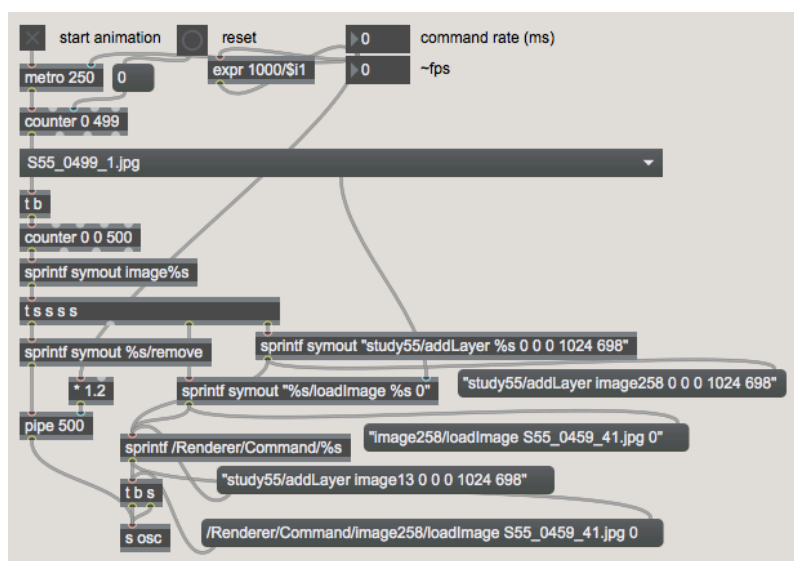 start animation
reset
0
command rate (ms)
metro 250
0
expr 1000/$i1
0
~fps
counter 0 499
S55_0499_1.jpg
t b
counter 0 0 500
sprintf symout image%s
t s s s s
sprintf symout %s/remove
sprintf symout "study55/addLayer %s 0 0 0 1024 698"
* 1.2
sprintf symout "%s/loadImage %s 0"
"study55/addLayer image258 0 0 0 1024 698"
pipe 500
sprintf /Renderer/Command/%s
"image258/loadImage S55_0459_41.jpg 0"
"study55/addLayer image13 0 0 0 1024 698"
t b s
s osc
/Renderer/Command/image258/loadImage S55_0459_41.jpg 0